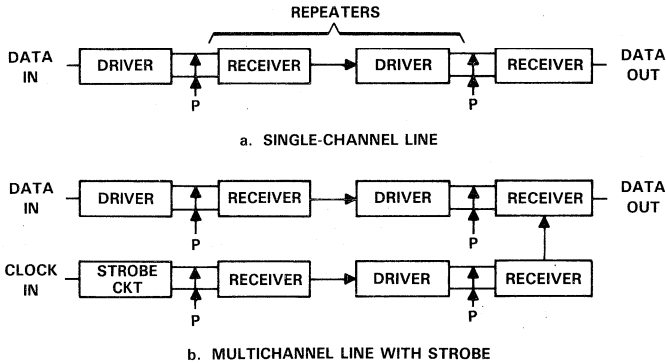 REPEATERS
DATA IN
DRIVER
RECEIVER
DRIVER
RECEIVER
DATA OUT
P
P
a. SINGLE-CHANNEL LINE
DATA IN
DRIVER
RECEIVER
DRIVER
RECEIVER
DATA OUT
P
P
CLOCK IN
STROBE CKT
RECEIVER
DRIVER
RECEIVER
P
P
b. MULTICHANNEL LINE WITH STROBE